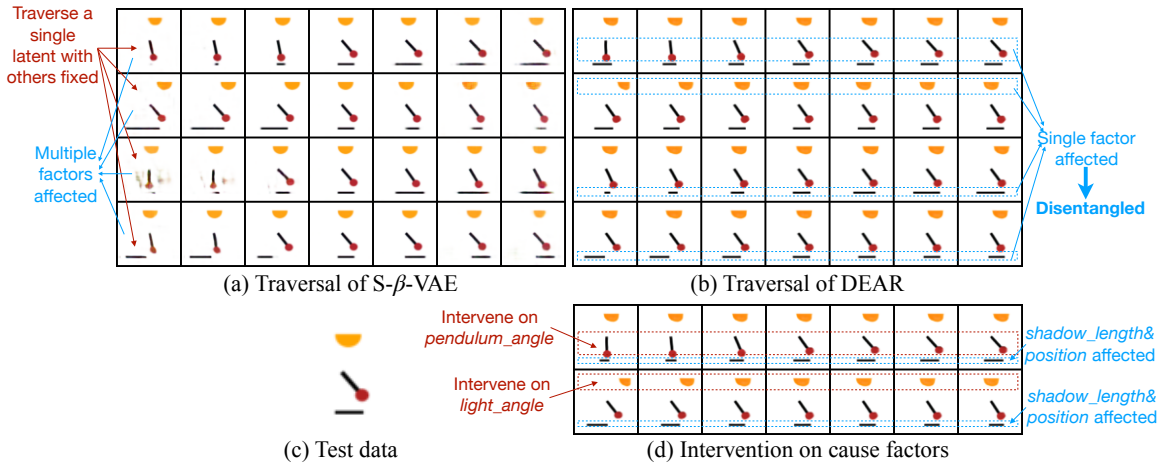 Traverse a
single
latent with
others fixed
Multiple
factors
affected
Single factor
affected
Disentangled
(a) Traversal of S-β-VAE
(b) Traversal of DEAR
Intervene on
pendulum_angle
shadow_length&
position affected
Intervene on
light_angle
shadow_length&
position affected
(c) Test data
(d) Intervention on cause factors